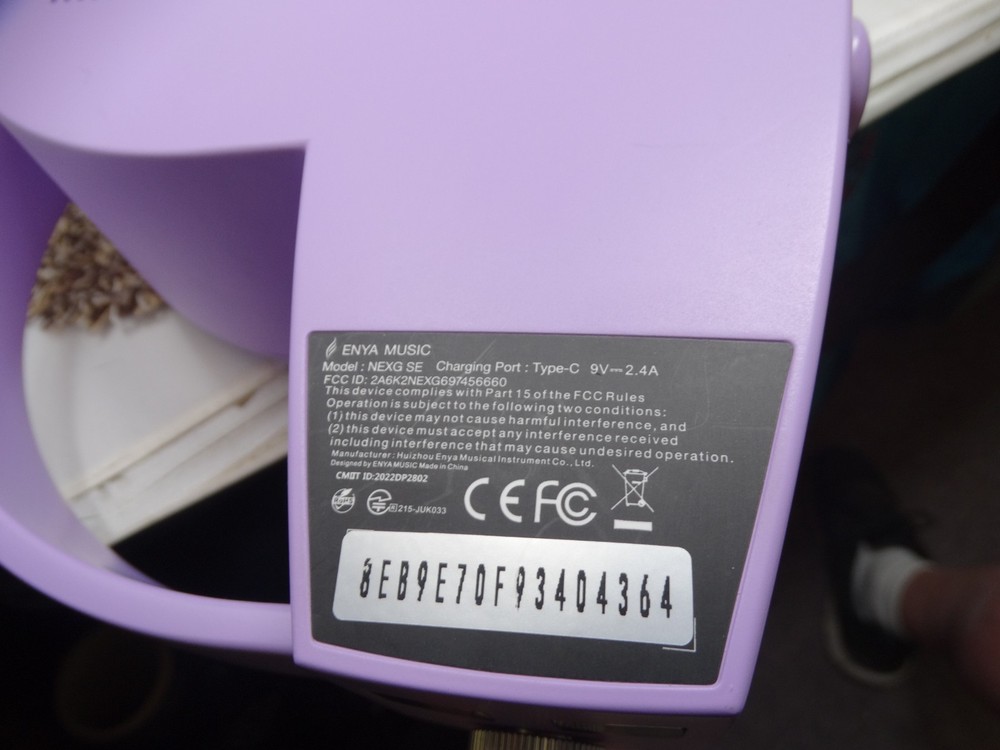 ENYA MUSIC
Model : NEXG SE Charging Port : Type-C 9V⎓2.4A
FCC ID: 2A6K2NEXG697456660
This device complies with Part 15 of the FCC Rules
Operation is subject to the following two conditions:
(1) this device may not cause harmful interference, and
(2) this device must accept any interference received
including interference that may cause undesired operation.
Manufacturer: Huizhou Enya Musical Instrument Co., Ltd.
Designed by ENYA MUSIC Made in China
CMIIT ID:2022DP2802
RoHS R 215-JUK033 CE FC
8EB9E70F93404364